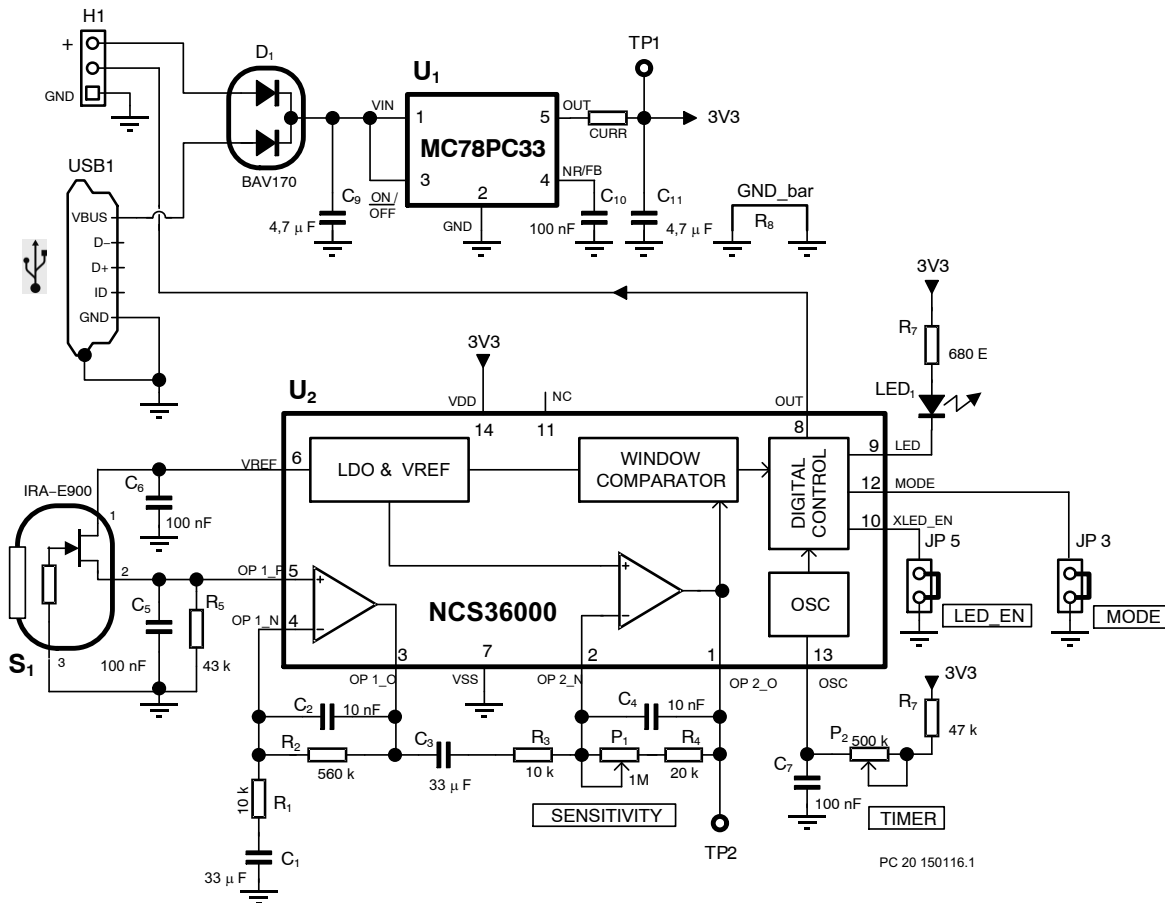 H1
+
GND
D1
BAV170
USB1
VBUS
D−
D+
ID
GND
U1
VIN
1
3
ON/
OFF
MC78PC33
2
GND
5
OUT
4
NR/FB
CURR
TP1
3V3
C9
4,7 μF
C10
100 nF
C11
4,7 μF
GND_bar
R8
3V3
R7
680 E
LED1
3V3
U2
VDD
14
NC
11
OUT
8
9
LED
12
MODE
10
XLED_EN
VREF
6
LDO & VREF
WINDOW
COMPARATOR
DIGITAL
CONTROL
OSC
NCS36000
JP 5
LED_EN
JP 3
MODE
IRA−E900
1
2
3
S1
C6
100 nF
C5
100 nF
R5
43 k
OP 1_P
5
+
OP 1_N
4
−
+
−
3
OP 1_O
7
VSS
2
OP 2_N
1
OP 2_O
13
OSC
C2
10 nF
R2
560 k
10 k
R1
C1
33 μF
C3
33 μF
R3
10 k
C4
10 nF
P1
1M
R4
20 k
SENSITIVITY
TP2
C7
100 nF
P2
500 k
3V3
R7
47 k
TIMER
PC 20 150116.1